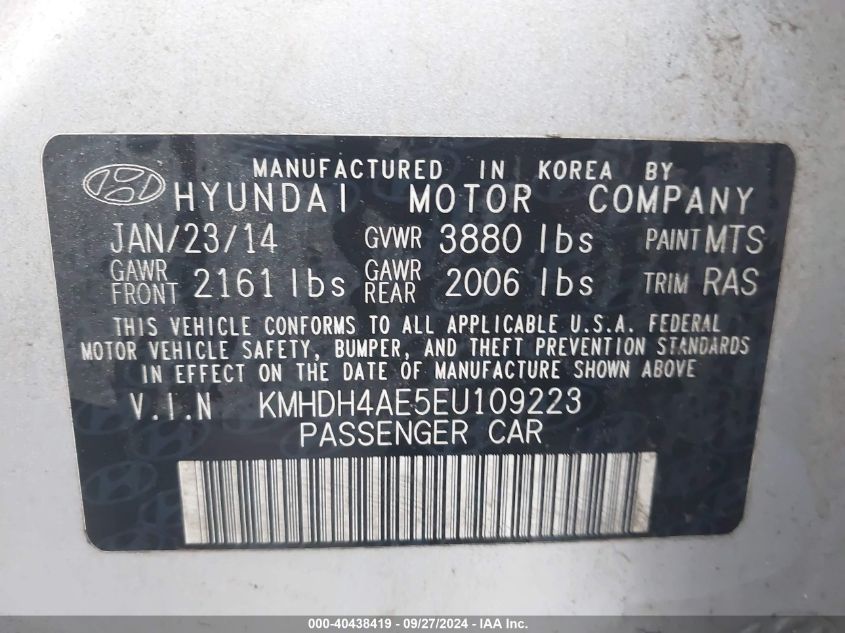 MANUFACTURED IN KOREA BY
HYUNDAI MOTOR COMPANY
JAN/23/14 GVWR 3880 lbs PAINT MTS
GAWR FRONT 2161 lbs GAWR REAR 2006 lbs TRIM RAS
THIS VEHICLE CONFORMS TO ALL APPLICABLE U.S.A. FEDERAL
MOTOR VEHICLE SAFETY, BUMPER, AND THEFT PREVENTION STANDARDS
IN EFFECT ON THE DATE OF MANUFACTURE SHOWN ABOVE
V.I.N KMHDH4AE5EU109223
PASSENGER CAR
000-40438419 - 09/27/2024 - IAA Inc.